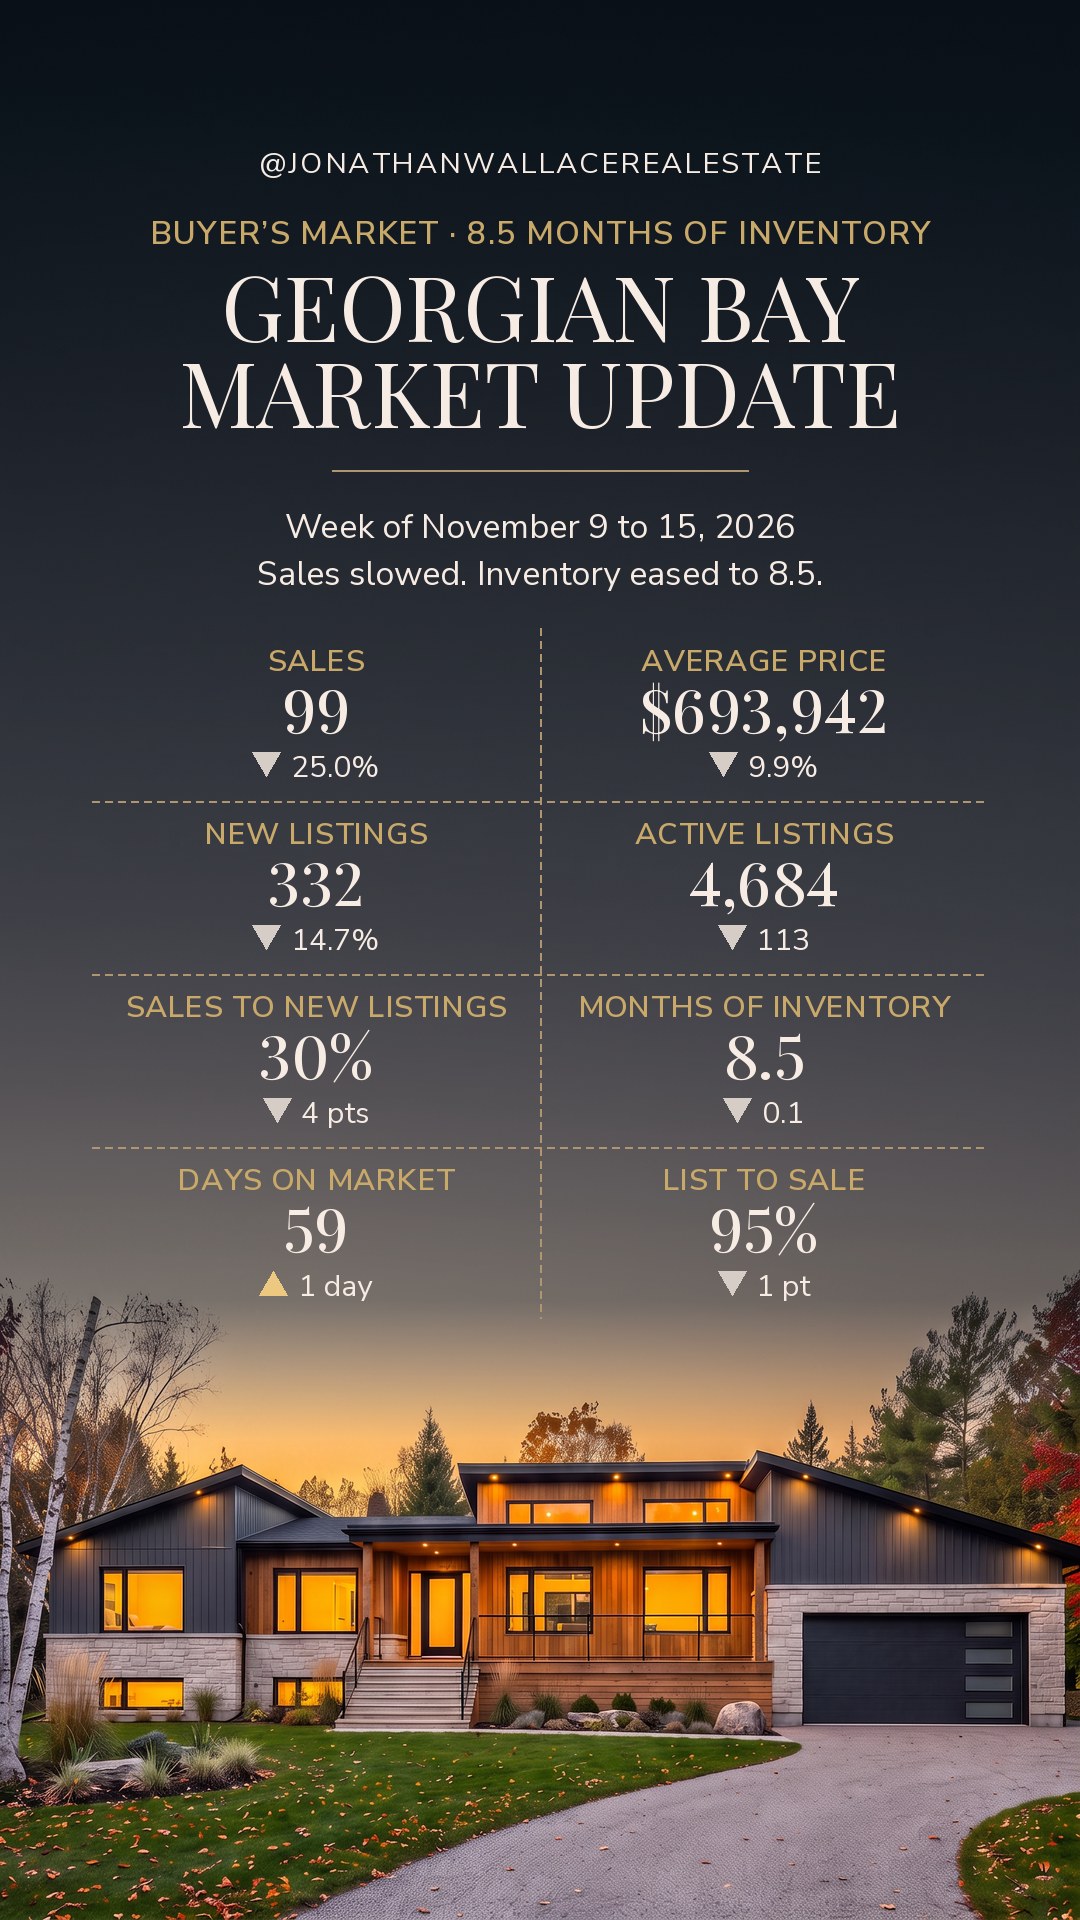 @JONATHANWALLACEREALESTATE
BUYER’S MARKET · 8.5 MONTHS OF INVENTORY
GEORGIAN BAY
MARKET UPDATE
Week of November 9 to 15, 2026
Sales slowed. Inventory eased to 8.5.
SALES
99
▼ 25.0%
AVERAGE PRICE
$693,942
▼ 9.9%
NEW LISTINGS
332
▼ 14.7%
ACTIVE LISTINGS
4,684
▼ 113
SALES TO NEW LISTINGS
30%
▼ 4 pts
MONTHS OF INVENTORY
8.5
▼ 0.1
DAYS ON MARKET
59
▲ 1 day
LIST TO SALE
95%
▼ 1 pt